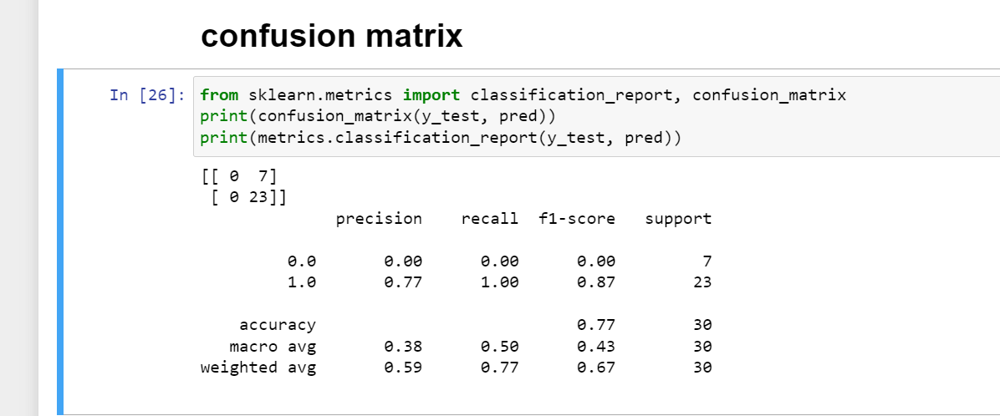 confusion matrix
In [26]: from sklearn.metrics import classification_report, confusion_matrix
print(confusion_matrix(y_test, pred))
print(metrics.classification_report(y_test, pred))
[[ 0  7]
 [ 0 23]]
              precision    recall  f1-score   support

         0.0       0.00      0.00      0.00         7
         1.0       0.77      1.00      0.87        23

    accuracy                           0.77        30
   macro avg       0.38      0.50      0.43        30
weighted avg       0.59      0.77      0.67        30